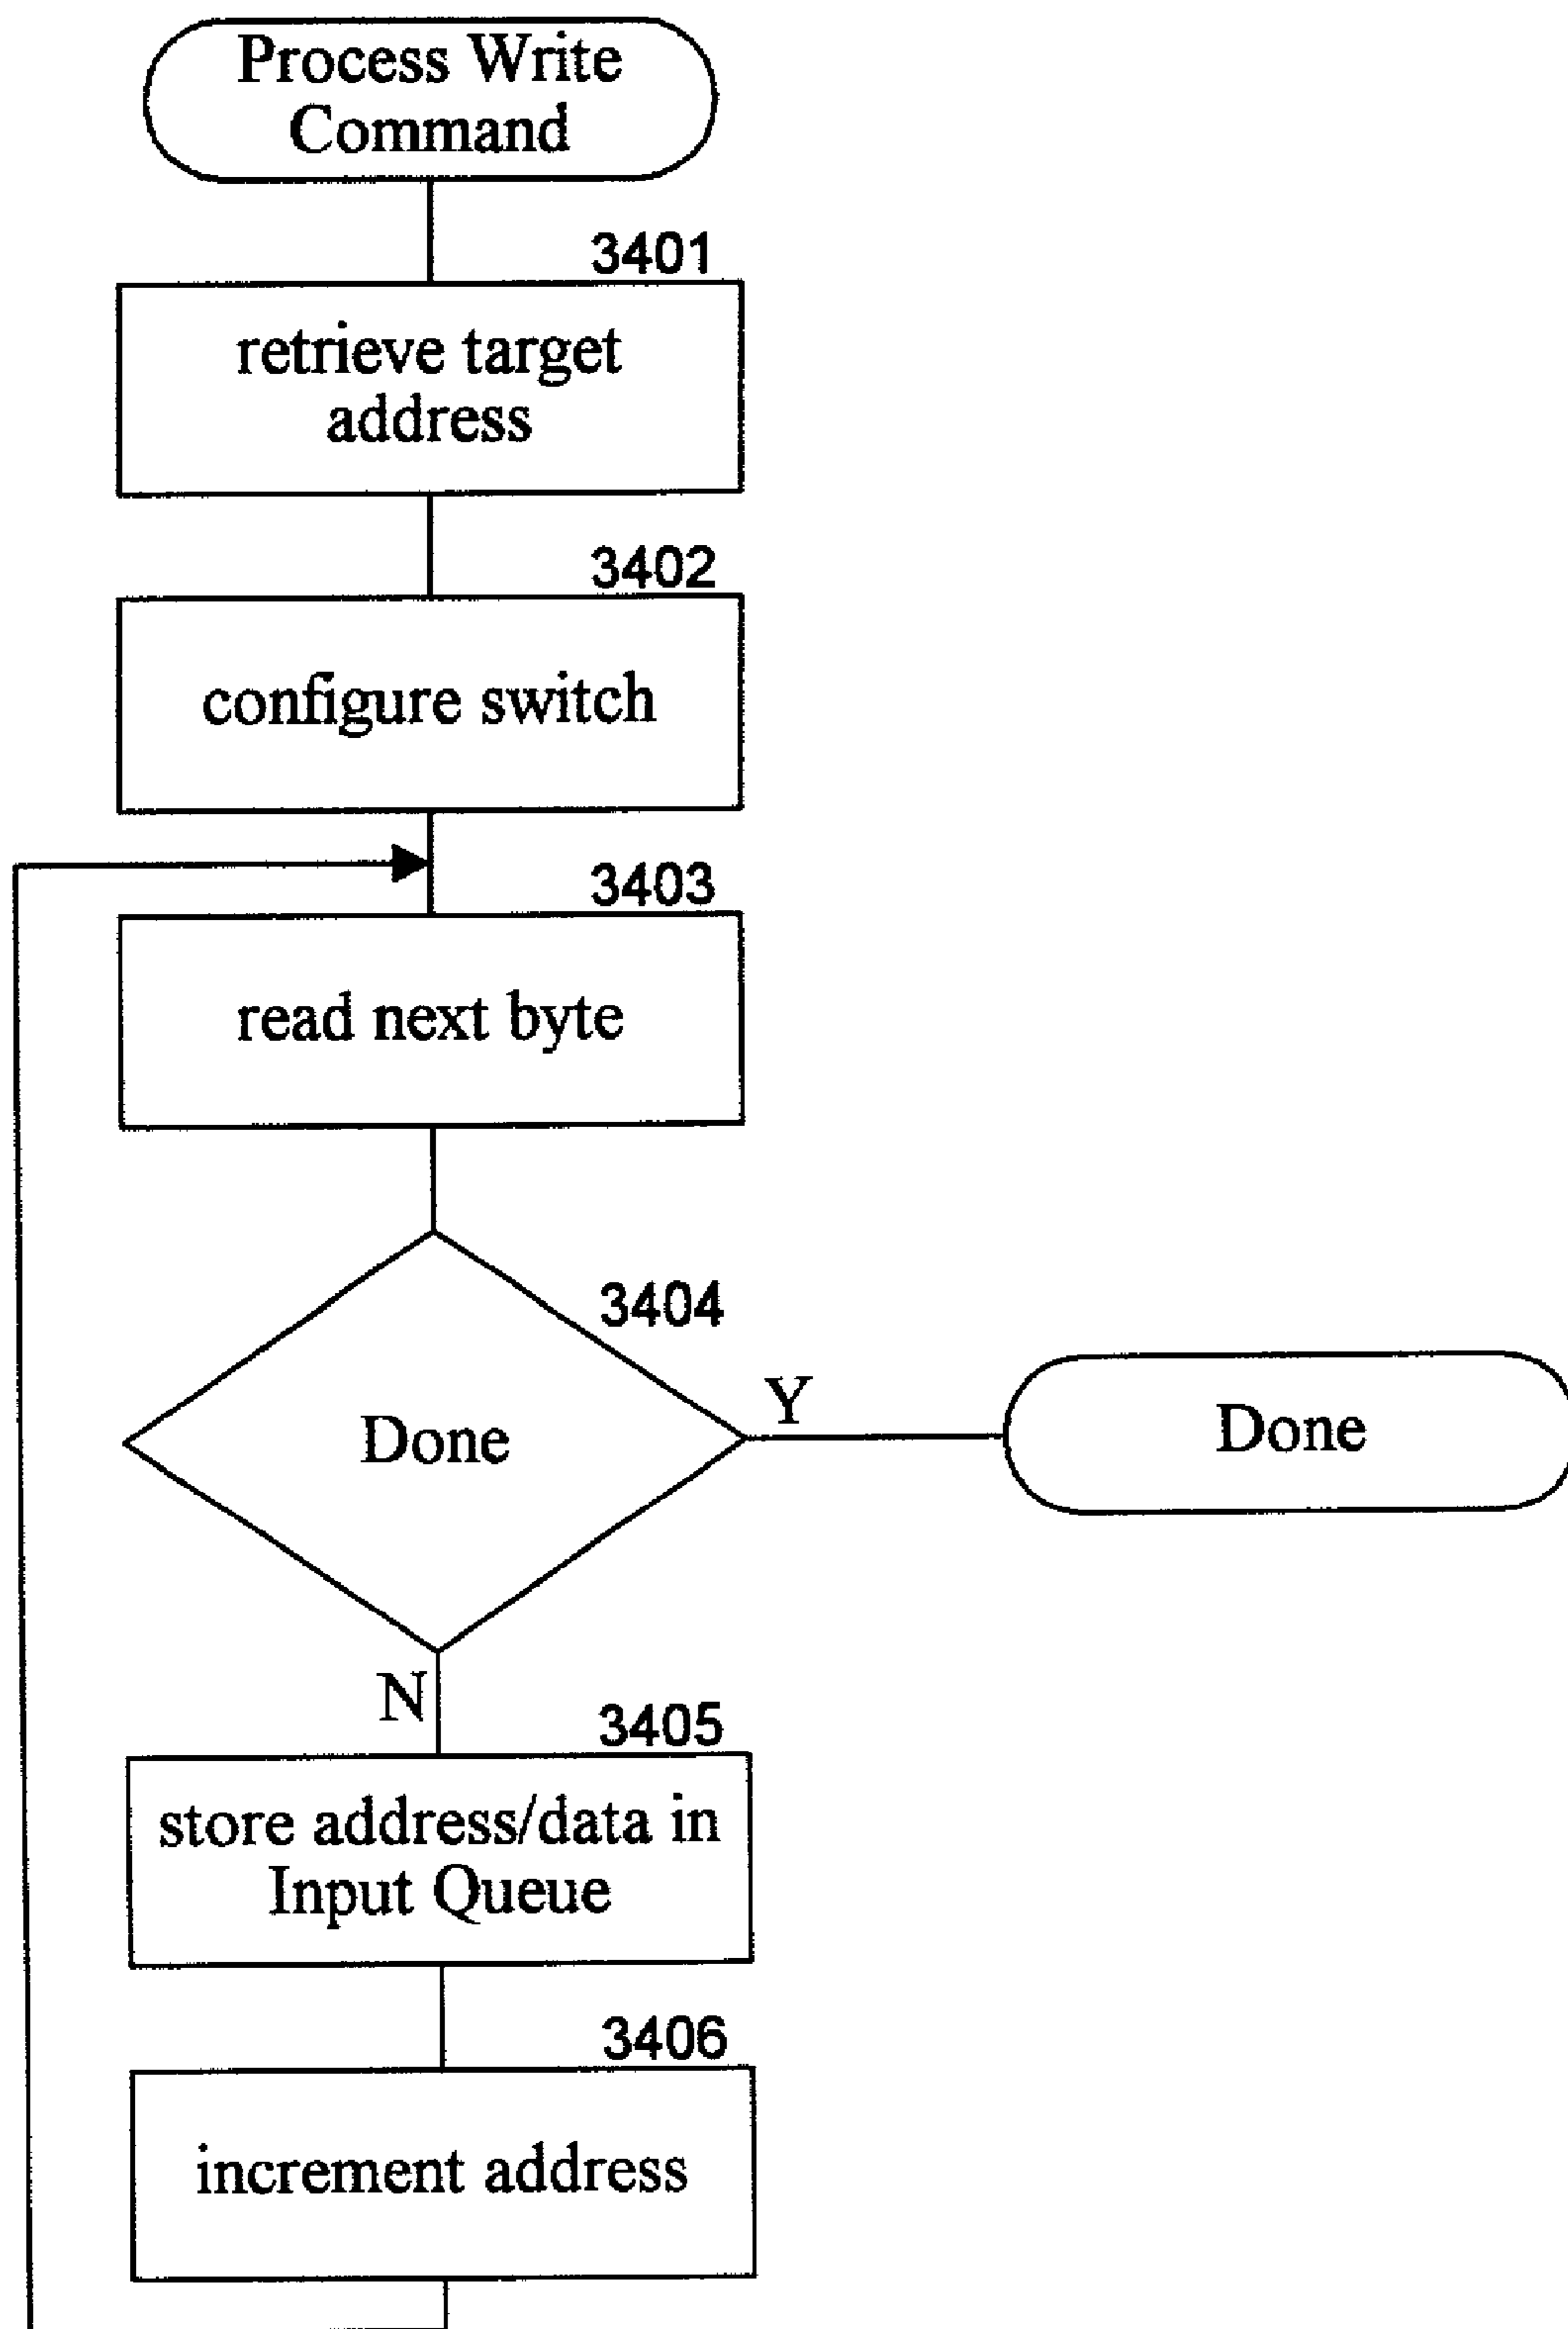 Process Write
Command
3401
retrieve target
address
3402
configure switch
3403
read next byte
3404
Done
Y
Done
N
3405
store address/data in
Input Queue
3406
increment address